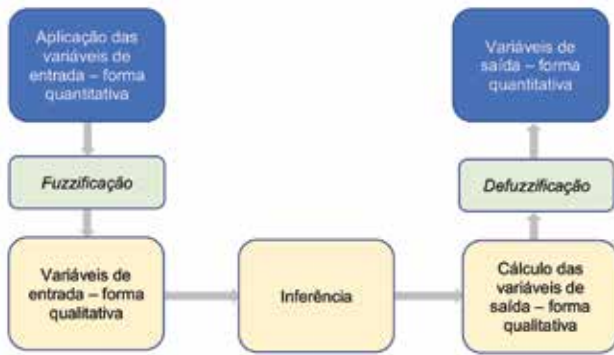 Aplicação das
variáveis de
entrada – forma
quantitativa
Fuzzificação
Variáveis de
entrada – forma
qualitativa
Inferência
Cálculo das
variáveis de
saída – forma
qualitativa
Defuzzificação
Variáveis de
saída – forma
quantitativa